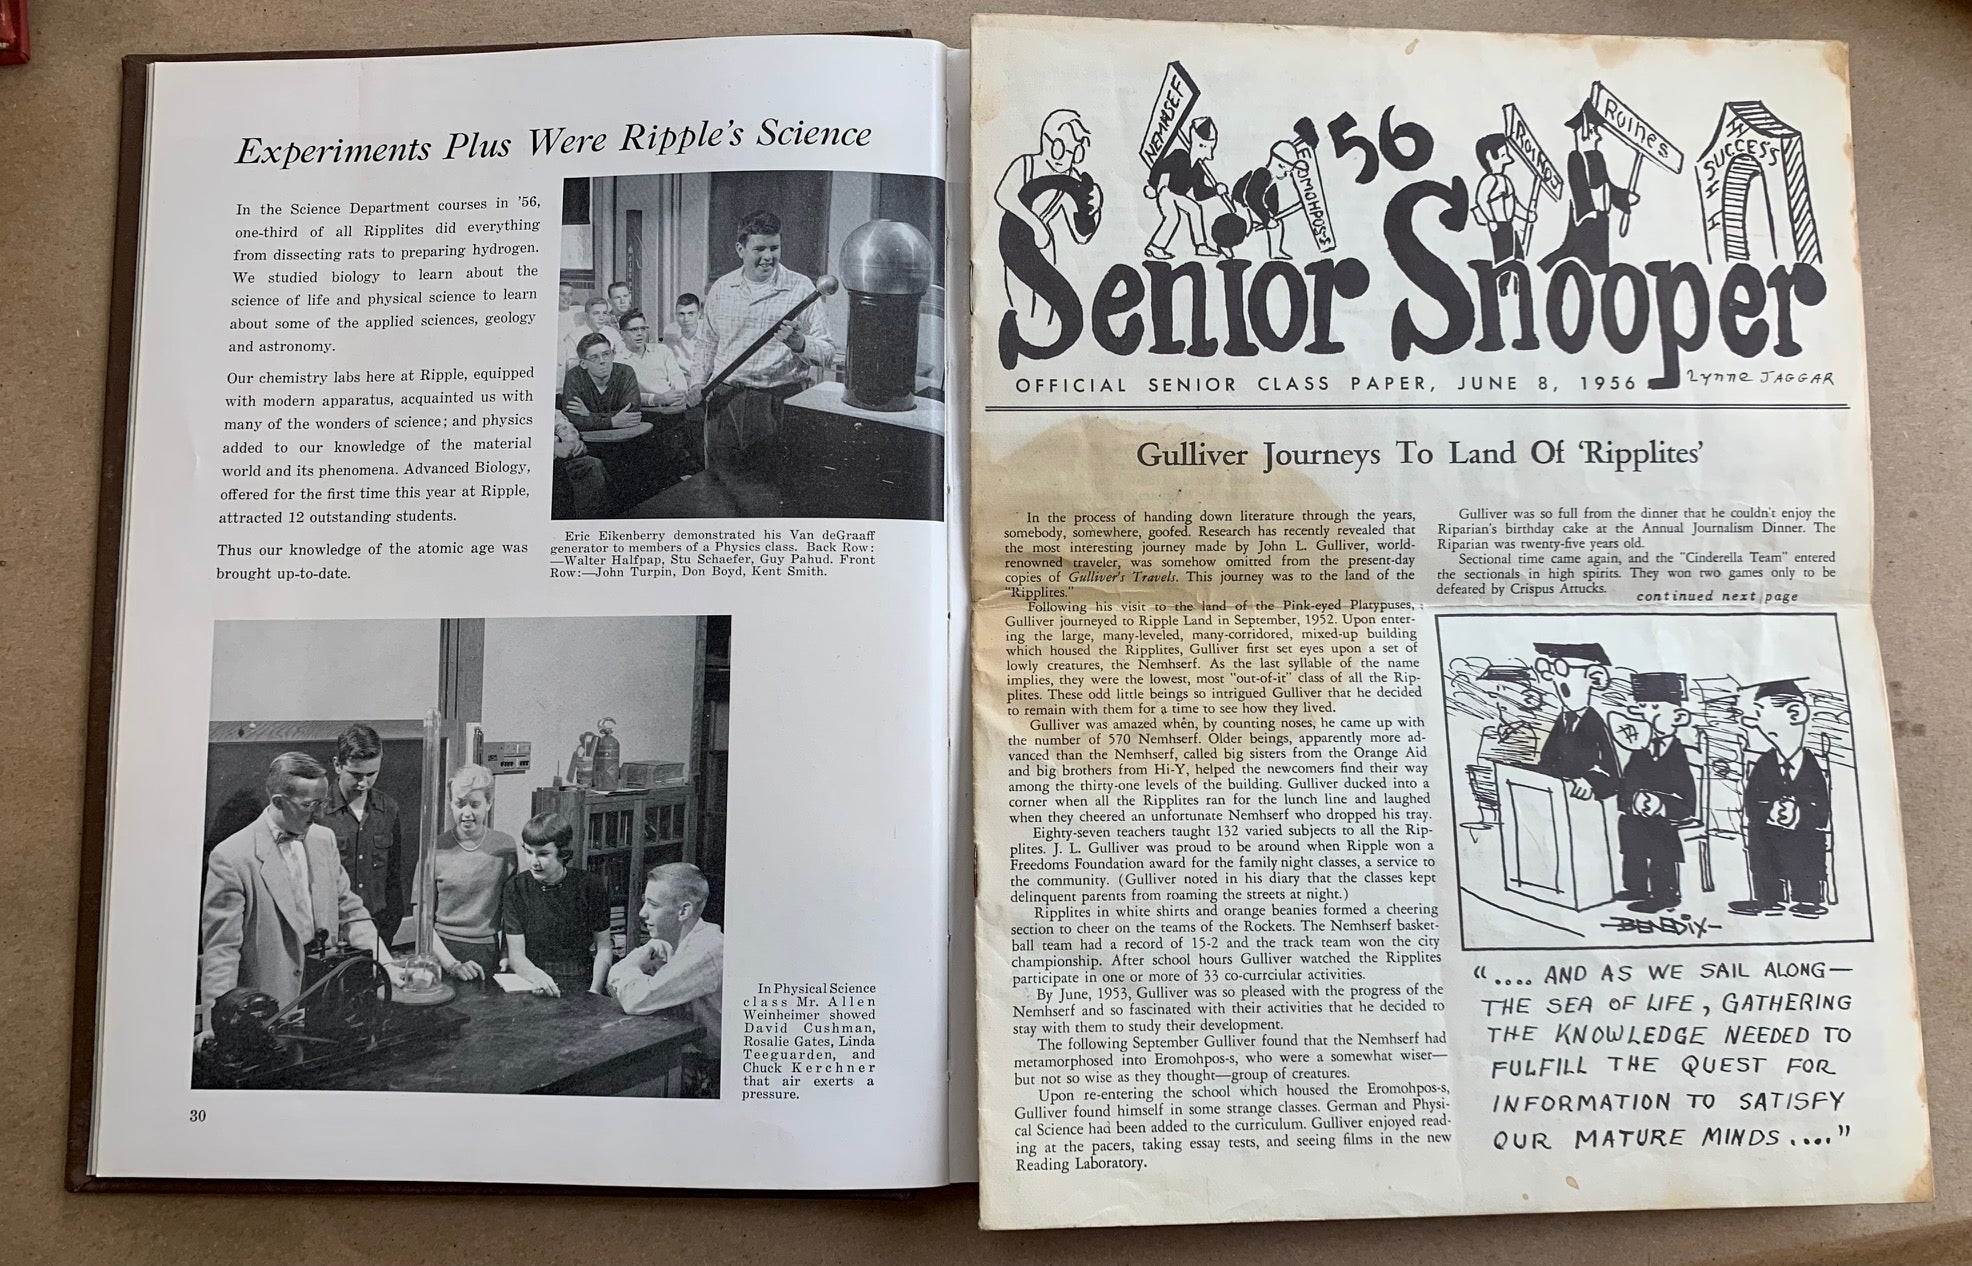 Experiments Plus Were Ripple's Science
In the Science Department courses in '56,
one-third of all Ripplites did everything
from dissecting rats to preparing hydrogen.
We studied biology to learn about the
science of life and physical science to learn
about some of the applied sciences, geology
and astronomy.
Our chemistry labs here at Ripple, equipped
with modern apparatus, acquainted us with
many of the wonders of science; and physics
added to our knowledge of the material
world and its phenomena. Advanced Biology,
offered for the first time this year at Ripple,
attracted 12 outstanding students.
Thus our knowledge of the atomic age was
brought up-to-date.
Eric Eikenberry demonstrated his Van deGraaff
generator to members of a Physics class. Back Row:
—Walter Halfpap, Stu Schaefer, Guy Pahud. Front
Row:—John Turpin, Don Boyd, Kent Smith.
In Physical Science
class Mr. Allen
Weinheimer showed
David Cushman,
Rosalie Gates, Linda
Teeguarden, and
Chuck Kerchner
that air exerts a
pressure.
30
NEMHSEF
EOMOHPOS-S
'56
ROINUJ
ROINES
SUCCESS
Senior Snooper
OFFICIAL SENIOR CLASS PAPER, JUNE 8, 1956
Lynne JAGGAR
Gulliver Journeys To Land Of 'Ripplites'
In the process of handing down literature through the years,
somebody, somewhere, goofed. Research has recently revealed that
the most interesting journey made by John L. Gulliver, world-
renowned traveler, was somehow omitted from the present-day
copies of Gulliver's Travels. This journey was to the land of the
"Ripplites."
Following his visit to the land of the Pink-eyed Platypuses,
Gulliver journeyed to Ripple Land in September, 1952. Upon enter-
ing the large, many-leveled, many-corridored, mixed-up building
which housed the Ripplites, Gulliver first set eyes upon a set of
lowly creatures, the Nemhserf. As the last syllable of the name
implies, they were the lowest, most "out-of-it" class of all the Rip-
plites. These odd little beings so intrigued Gulliver that he decided
to remain with them for a time to see how they lived.
Gulliver was amazed when, by counting noses, he came up with
the number of 570 Nemhserf. Older beings, apparently more ad-
vanced than the Nemhserf, called big sisters from the Orange Aid
and big brothers from Hi-Y, helped the newcomers find their way
among the thirty-one levels of the building. Gulliver ducked into a
corner when all the Ripplites ran for the lunch line and laughed
when they cheered an unfortunate Nemhserf who dropped his tray.
Eighty-seven teachers taught 132 varied subjects to all the Rip-
plites. J. L. Gulliver was proud to be around when Ripple won a
Freedoms Foundation award for the family night classes, a service to
the community. (Gulliver noted in his diary that the classes kept
delinquent parents from roaming the streets at night.)
Ripplites in white shirts and orange beanies formed a cheering
section to cheer on the teams of the Rockets. The Nemhserf basket-
ball team had a record of 15-2 and the track team won the city
championship. After school hours Gulliver watched the Ripplites
participate in one or more of 33 co-curciular activities.
By June, 1953, Gulliver was so pleased with the progress of the
Nemhserf and so fascinated with their activities that he decided to
stay with them to study their development.
The following September Gulliver found that the Nemhserf had
metamorphosed into Eromohpos-s, who were a somewhat wiser—
but not so wise as they thought—group of creatures.
Upon re-entering the school which housed the Eromohpos-s,
Gulliver found himself in some strange classes. German and Physi-
cal Science had been added to the curriculum. Gulliver enjoyed read-
ing at the pacers, taking essay tests, and seeing films in the new
Reading Laboratory.
Gulliver was so full from the dinner that he couldn't enjoy the
Riparian's birthday cake at the Annual Journalism Dinner. The
Riparian was twenty-five years old.
Sectional time came again, and the "Cinderella Team" entered
the sectionals in high spirits. They won two games only to be
defeated by Crispus Attucks.
continued next page
BENEDIX
".... AND AS WE SAIL ALONG—
THE SEA OF LIFE, GATHERING
THE KNOWLEDGE NEEDED TO
FULFILL THE QUEST FOR
INFORMATION TO SATISFY
OUR MATURE MINDS ...."